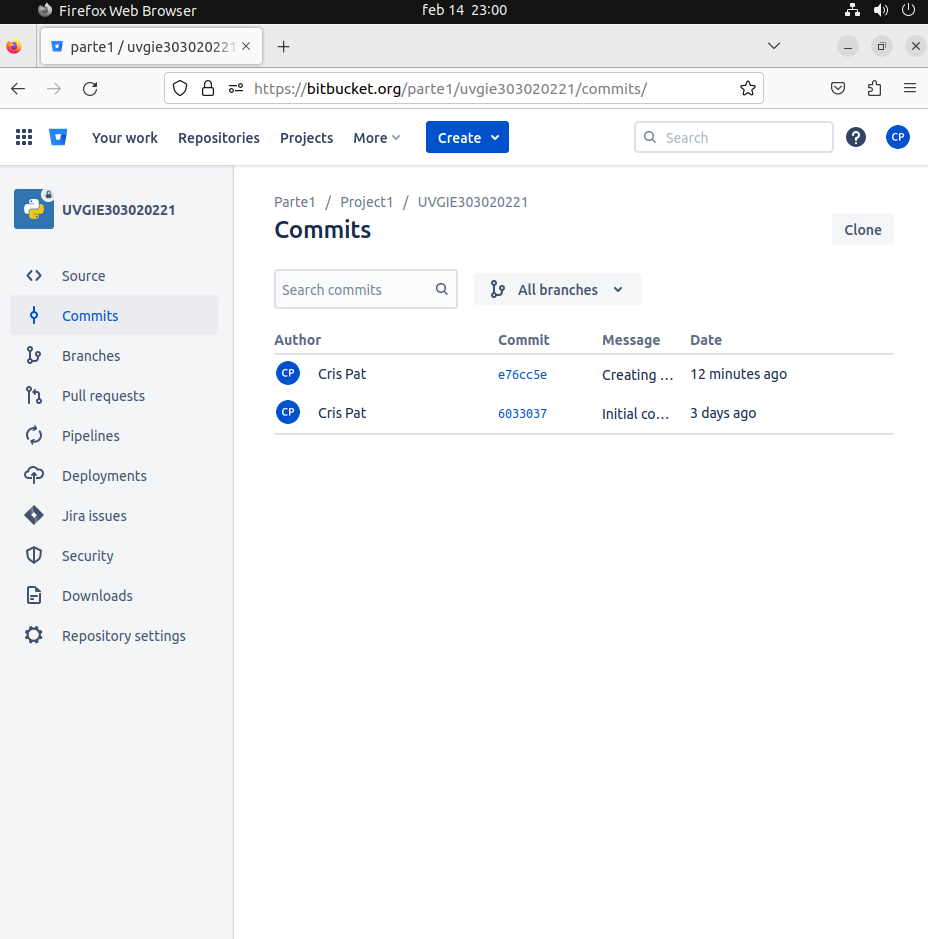 Firefox Web Browser feb 14 23:00
parte1 / uvgie303020221
https://bitbucket.org/parte1/uvgie303020221/commits/
Your work Repositories Projects More Create Search ? CP
UVGIE303020221
Source
Commits
Branches
Pull requests
Pipelines
Deployments
Jira issues
Security
Downloads
Repository settings
Parte1 / Project1 / UVGIE303020221
Commits
Clone
Search commits All branches
Author Commit Message Date
CP Cris Pat e76cc5e Creating ... 12 minutes ago
CP Cris Pat 6033037 Initial co... 3 days ago